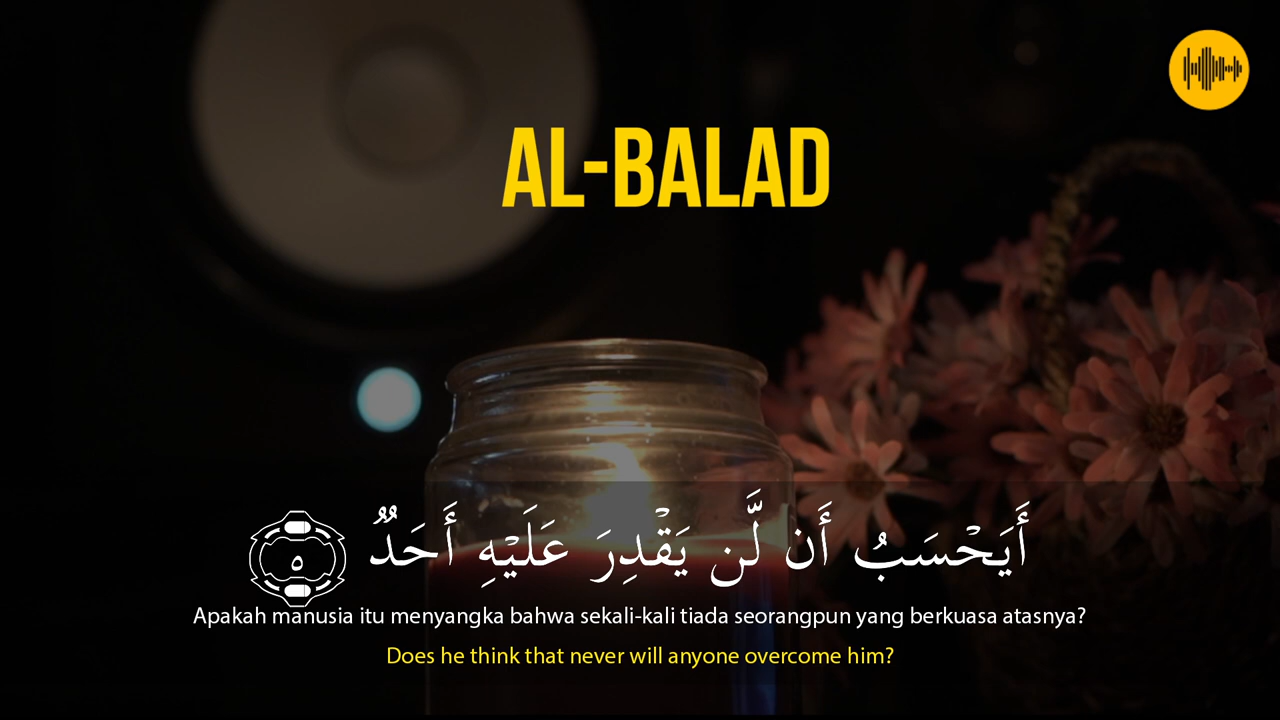 AL-BALAD
أَيَحْسَبُ أَن لَّن يَقْدِرَ عَلَيْهِ أَحَدٌ ٥
Apakah manusia itu menyangka bahwa sekali-kali tiada seorangpun yang berkuasa atasnya?
Does he think that never will anyone overcome him?